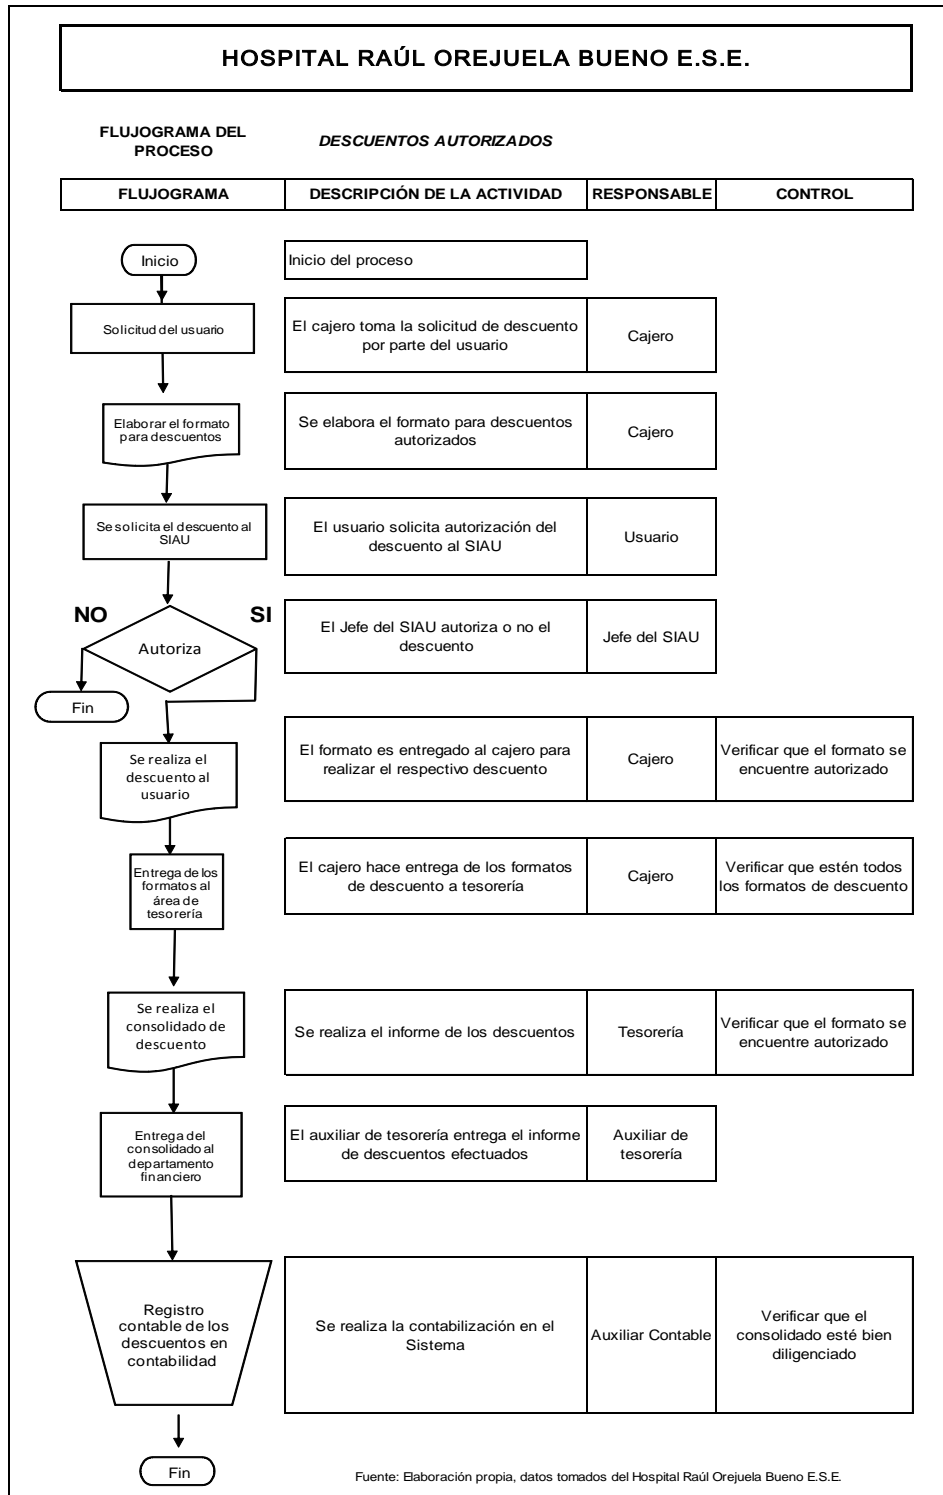 HOSPITAL RAÚL OREJUELA BUENO E.S.E.
FLUJOGRAMA DEL
PROCESO
DESCUENTOS AUTORIZADOS
FLUJOGRAMA
DESCRIPCIÓN DE LA ACTIVIDAD
RESPONSABLE
CONTROL
Inicio
Inicio del proceso
Solicitud del usuario
El cajero toma la solicitud de descuento
por parte del usuario
Cajero
Elaborar el formato
para descuentos
Se elabora el formato para descuentos
autorizados
Cajero
Se solicita el descuento al
SIAU
El usuario solicita autorización del
descuento al SIAU
Usuario
NO
SI
Autoriza
El Jefe del SIAU autoriza o no el
descuento
Jefe del SIAU
Fin
Se realiza el
descuento al
usuario
El formato es entregado al cajero para
realizar el respectivo descuento
Cajero
Verificar que el formato se
encuentre autorizado
Entrega de los
formatos al
área de
tesorería
El cajero hace entrega de los formatos
de descuento a tesorería
Cajero
Verificar que estén todos
los formatos de descuento
Se realiza el
consolidado de
descuento
Se realiza el informe de los descuentos
Tesorería
Verificar que el formato se
encuentre autorizado
Entrega del
consolidado al
departamento
financiero
El auxiliar de tesorería entrega el informe
de descuentos efectuados
Auxiliar de
tesorería
Registro
contable de los
descuentos en
contabilidad
Se realiza la contabilización en el
Sistema
Auxiliar Contable
Verificar que el
consolidado esté bien
diligenciado
Fin
Fuente: Elaboración propia, datos tomados del Hospital Raúl Orejuela Bueno E.S.E.